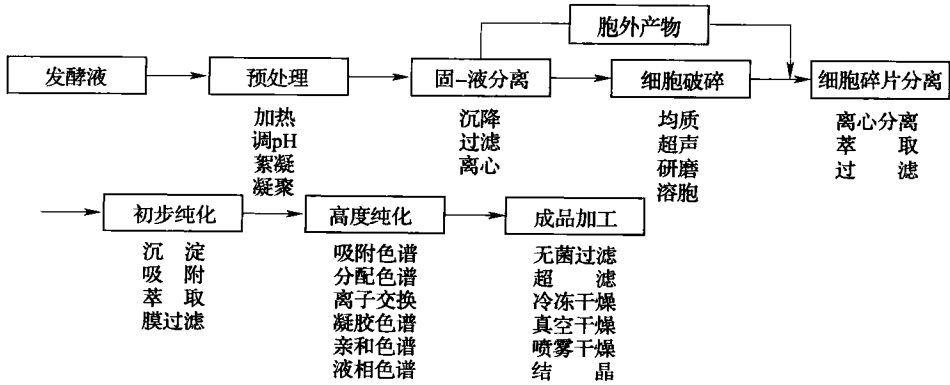 胞外产物
发酵液
预处理
固-液分离
细胞破碎
细胞碎片分离
加热
调pH
絮凝
凝聚
沉降
过滤
离心
均质
超声
研磨
溶胞
离心分离
萃 取
过 滤
初步纯化
高度纯化
成品加工
沉 淀
吸 附
萃 取
膜过滤
吸附色谱
分配色谱
离子交换
凝胶色谱
亲和色谱
液相色谱
无菌过滤
超 滤
冷冻干燥
真空干燥
喷雾干燥
结 晶